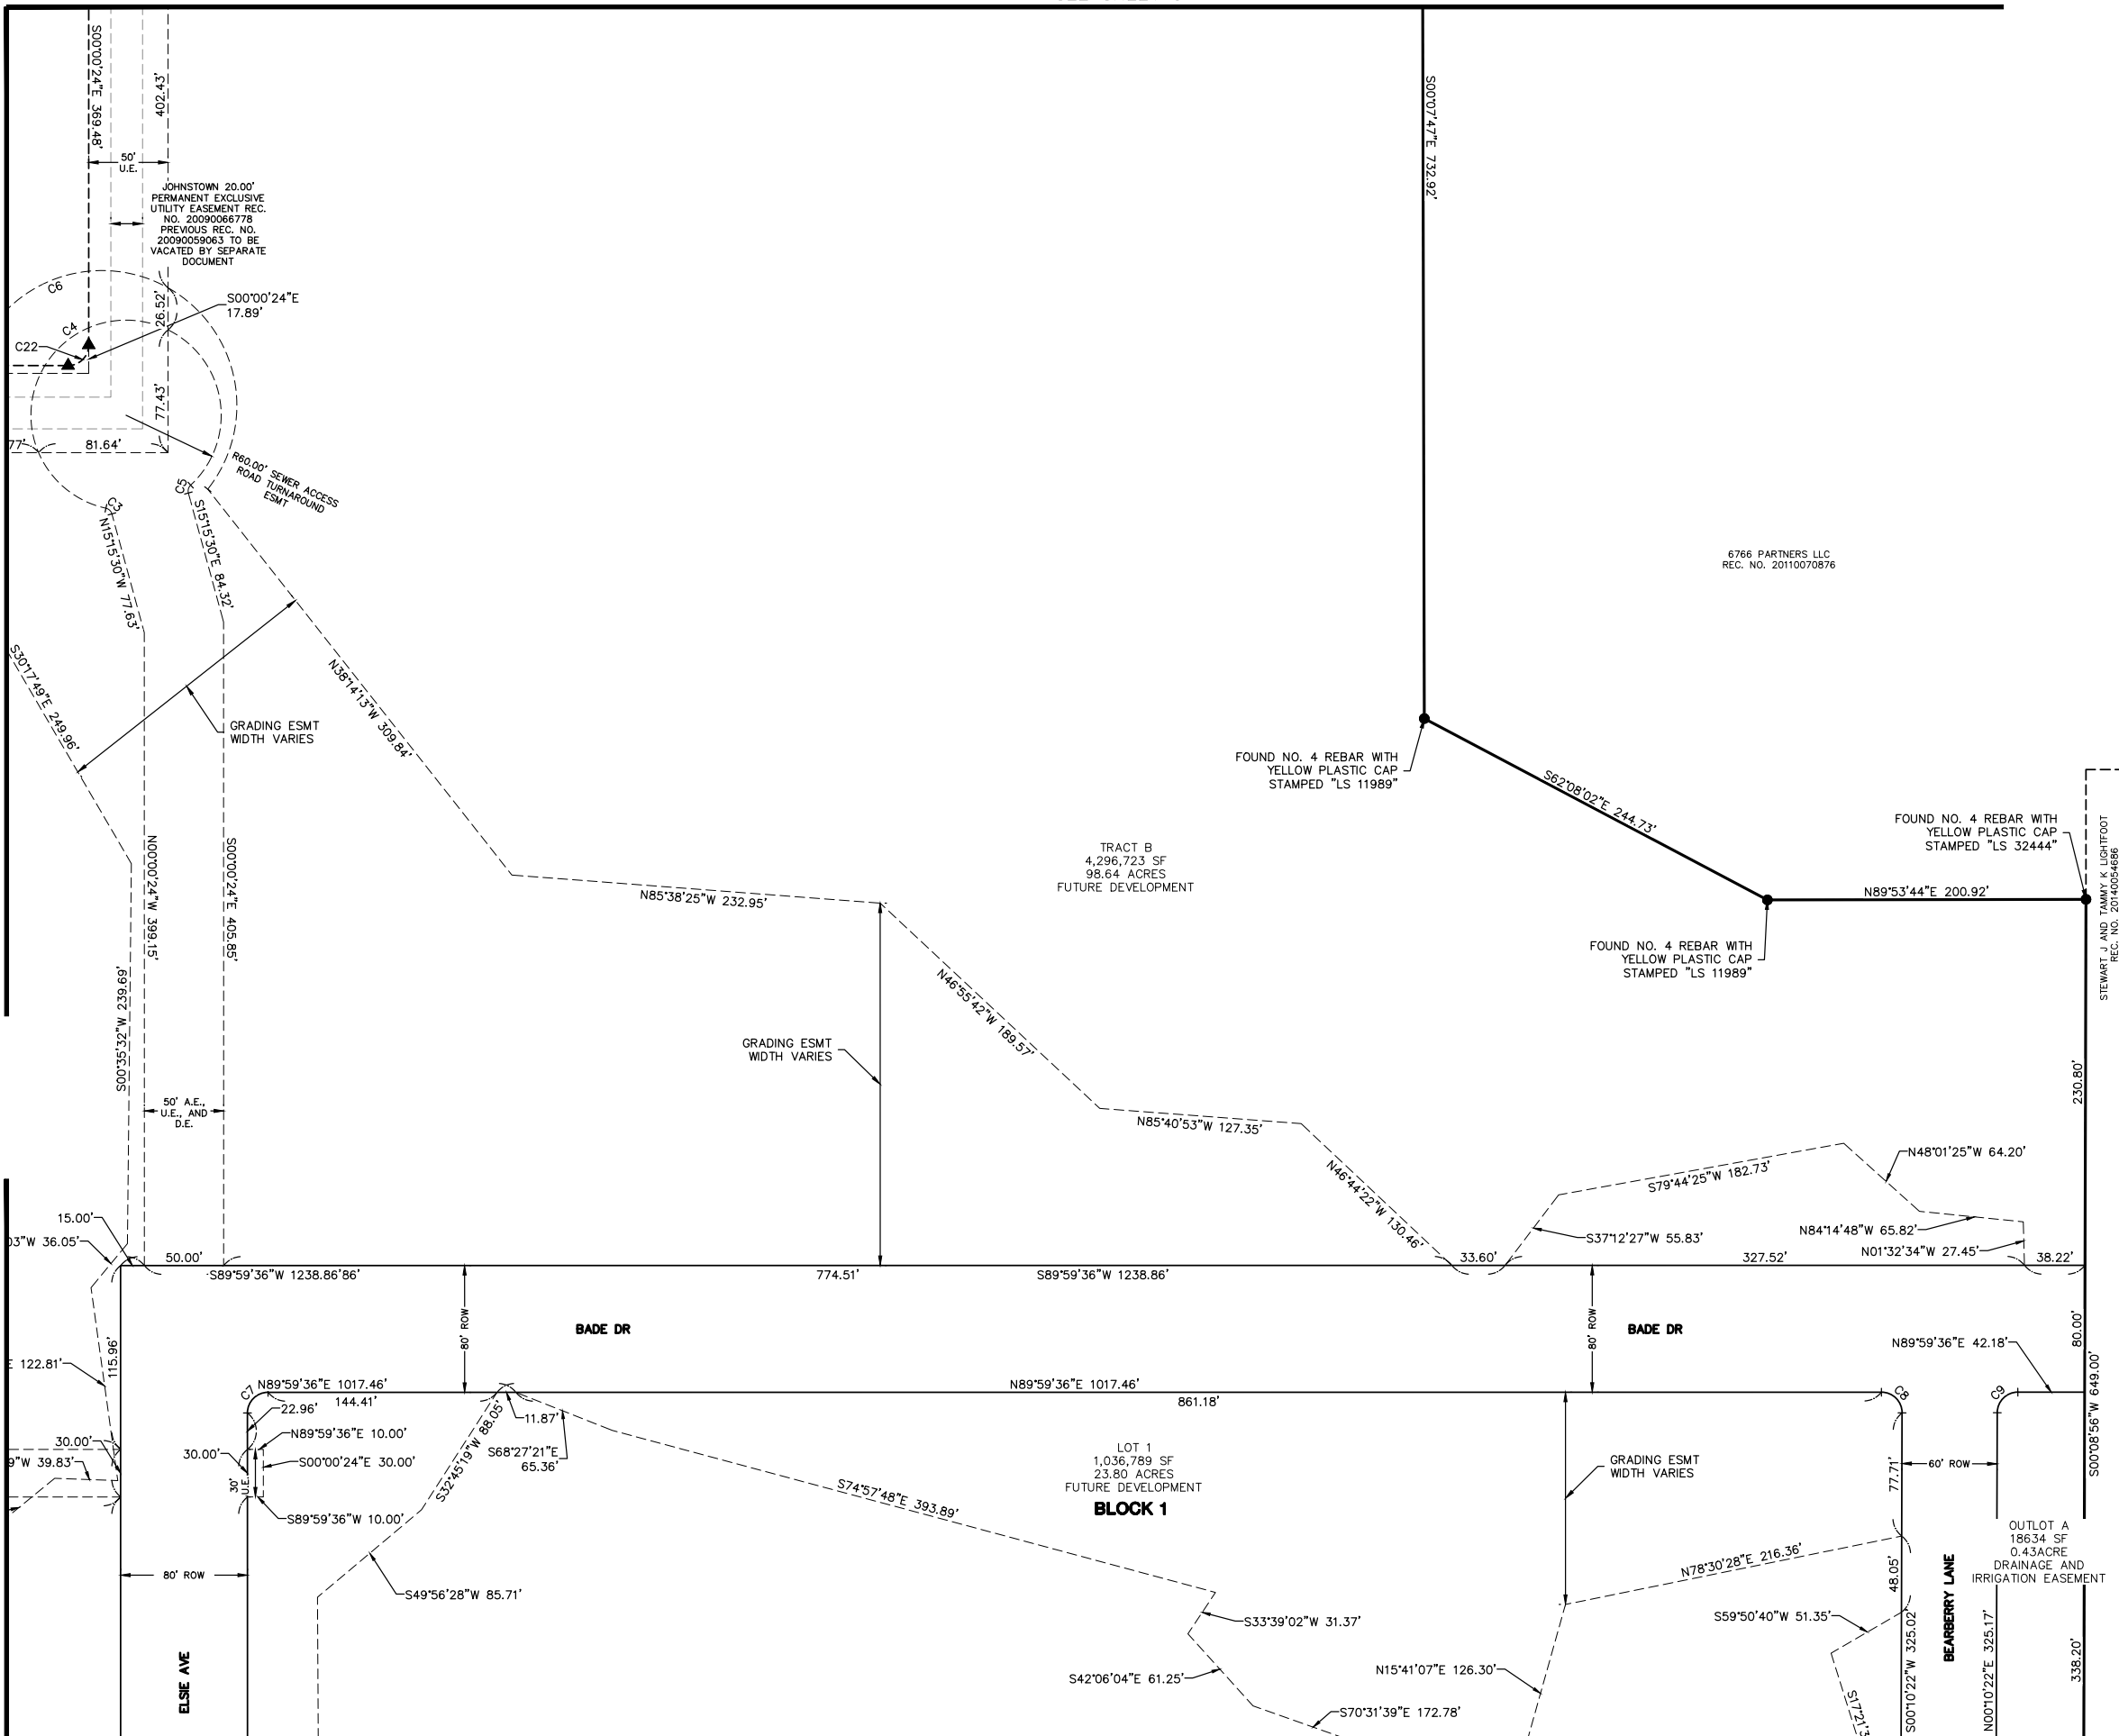 S00°00'24"E 369.48'
402.43'
50'
U.E.
JOHNSTOWN 20.00'
PERMANENT EXCLUSIVE
UTILITY EASEMENT REC.
NO. 20090066778
PREVIOUS REC. NO.
20090059063 TO BE
VACATED BY SEPARATE
DOCUMENT
S00°07'47"E 732.92'
C6
C4
C22
26.52'
S00°00'24"E
17.89'
77.43'
77'
81.64'
R60.00' SEWER ACCESS
ROAD TURNAROUND
ESMT
C5
C3
N15°15'30"W 77.63'
S15°15'30"E 84.32'
6766 PARTNERS LLC
REC. NO. 20110070876
S30°17'49"E 249.96'
N38°14'13"W 309.84'
GRADING ESMT
WIDTH VARIES
FOUND NO. 4 REBAR WITH
YELLOW PLASTIC CAP
STAMPED "LS 11989"
S62°08'02"E 244.73'
FOUND NO. 4 REBAR WITH
YELLOW PLASTIC CAP
STAMPED "LS 32444"
STEWART J AND TAMMY K LIGHTFOOT
REC. NO. 20140054686
TRACT B
4,296,723 SF
98.64 ACRES
FUTURE DEVELOPMENT
N85°38'25"W 232.95'
N89°53'44"E 200.92'
FOUND NO. 4 REBAR WITH
YELLOW PLASTIC CAP
STAMPED "LS 11989"
N00°00'24"W 399.15'
S00°00'24"E 405.85'
S00°35'32"W 239.69'
N46°55'42"W 189.57'
GRADING ESMT
WIDTH VARIES
230.80'
50' A.E.,
U.E., AND
D.E.
N85°40'53"W 127.35'
N46°44'22"W 130.46'
S79°44'25"W 182.73'
N48°01'25"W 64.20'
N84°14'48"W 65.82'
S37°12'27"W 55.83'
N01°32'34"W 27.45'
15.00'
03"W 36.05'
50.00'
33.60'
327.52'
38.22'
S89°59'36"W 1238.86'86'
774.51'
S89°59'36"W 1238.86'
80' ROW
BADE DR
80' ROW
BADE DR
80.00'
N89°59'36"E 42.18'
S00°08'56"W 649.00'
115.96'
E 122.81'
C7
N89°59'36"E 1017.46'
144.41'
N89°59'36"E 1017.46'
861.18'
C8
C9
22.96'
11.87'
N89°59'36"E 10.00'
30.00'
30.00'
S00°00'24"E 30.00'
30'
U.E.
9"W 39.83'
S89°59'36"W 10.00'
S32°45'19"W 88.05'
S68°27'21"E
65.36'
S74°57'48"E 393.89'
LOT 1
1,036,789 SF
23.80 ACRES
FUTURE DEVELOPMENT
BLOCK 1
GRADING ESMT
WIDTH VARIES
77.71'
60' ROW
OUTLOT A
18634 SF
0.43ACRE
DRAINAGE AND
IRRIGATION EASEMENT
80' ROW
S49°56'28"W 85.71'
N78°30'28"E 216.36'
48.05'
S33°39'02"W 31.37'
S59°50'40"W 51.35'
S42°06'04"E 61.25'
N15°41'07"E 126.30'
S70°31'39"E 172.78'
ELSIE AVE
S17°21'3
S00°10'22"W 325.02'
BEARBERRY LANE
N00°10'22"E 325.17'
338.20'